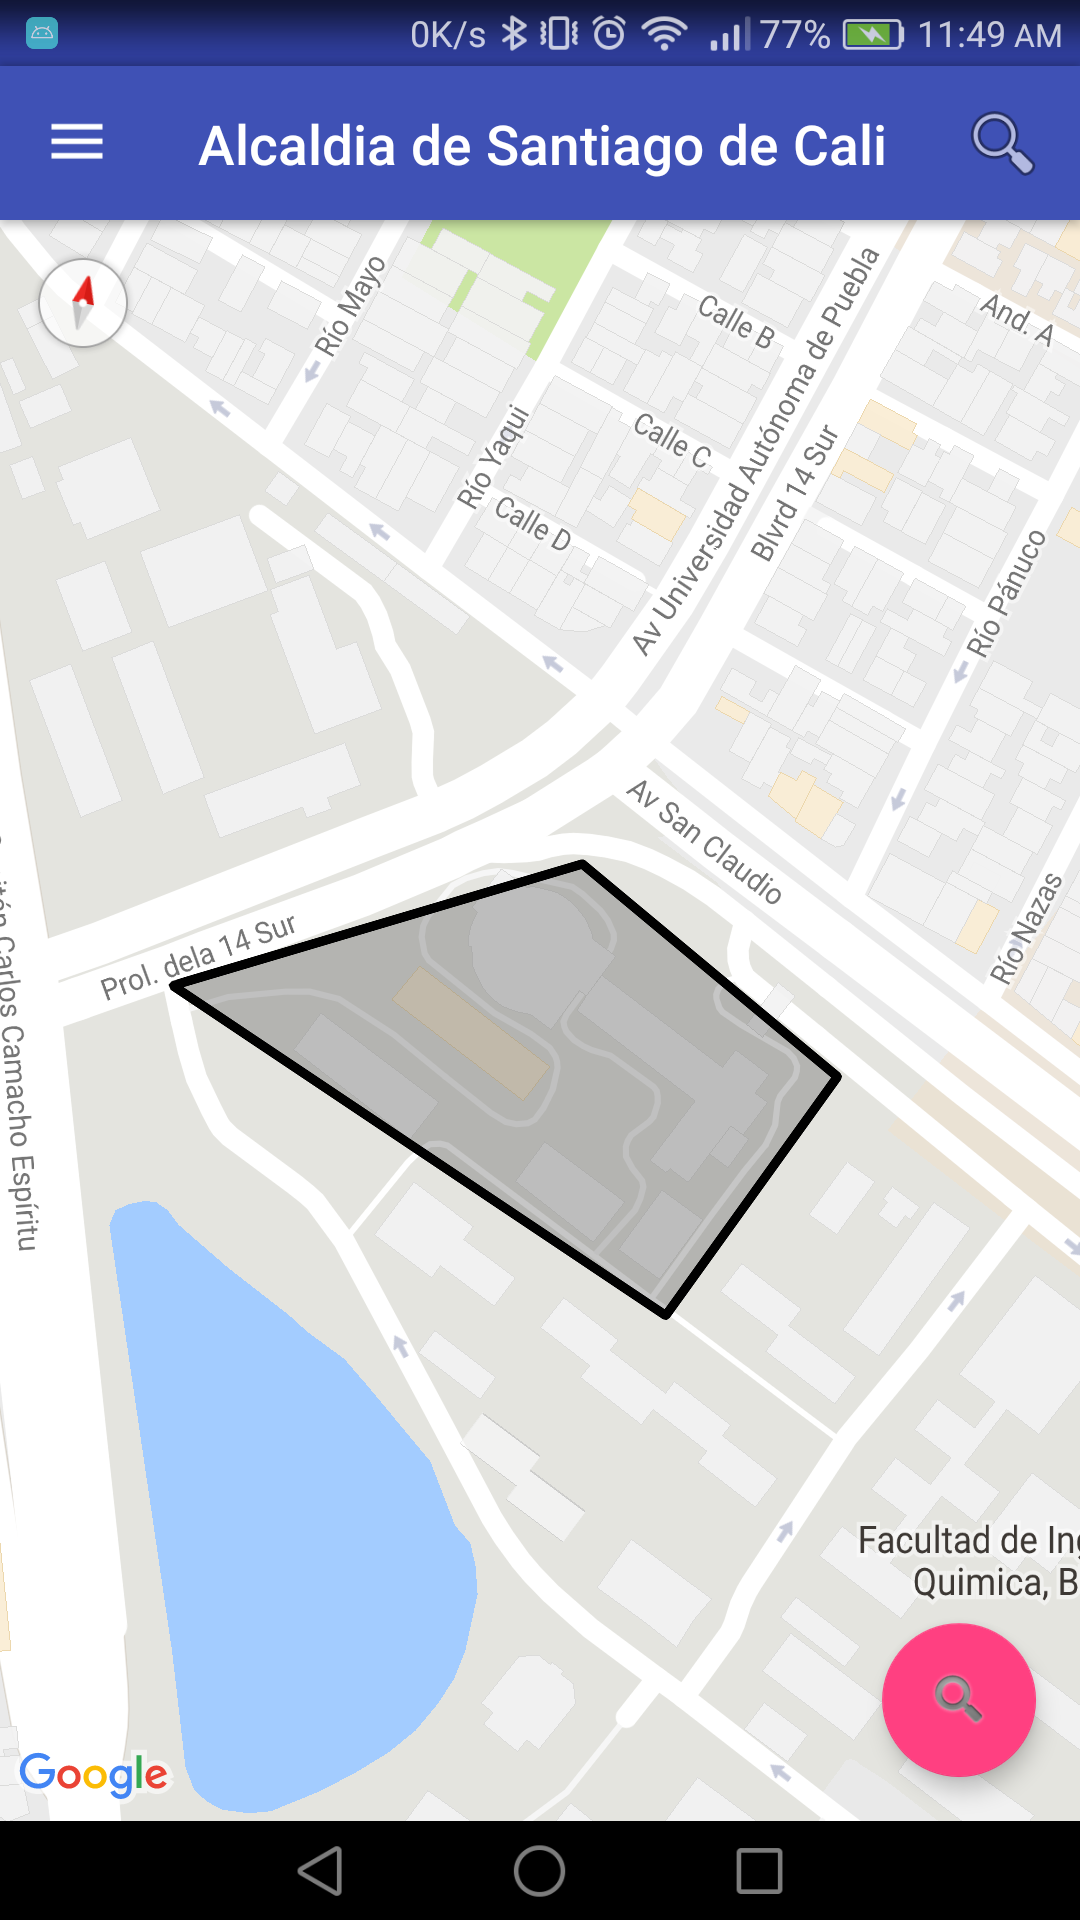 0K/s 77% 11:49 AM
Alcaldia de Santiago de Cali
Río Mayo
Calle B
And. A
Av Universidad Autónoma de Puebla
Calle C
Río Yaqui
Blvrd 14 Sur
Calle D
Río Pánuco
Av San Claudio
Río Nazas
Prol. dela 14 Sur
Carlos Camacho Espíritu
Facultad de Ing
Quimica, B
Google